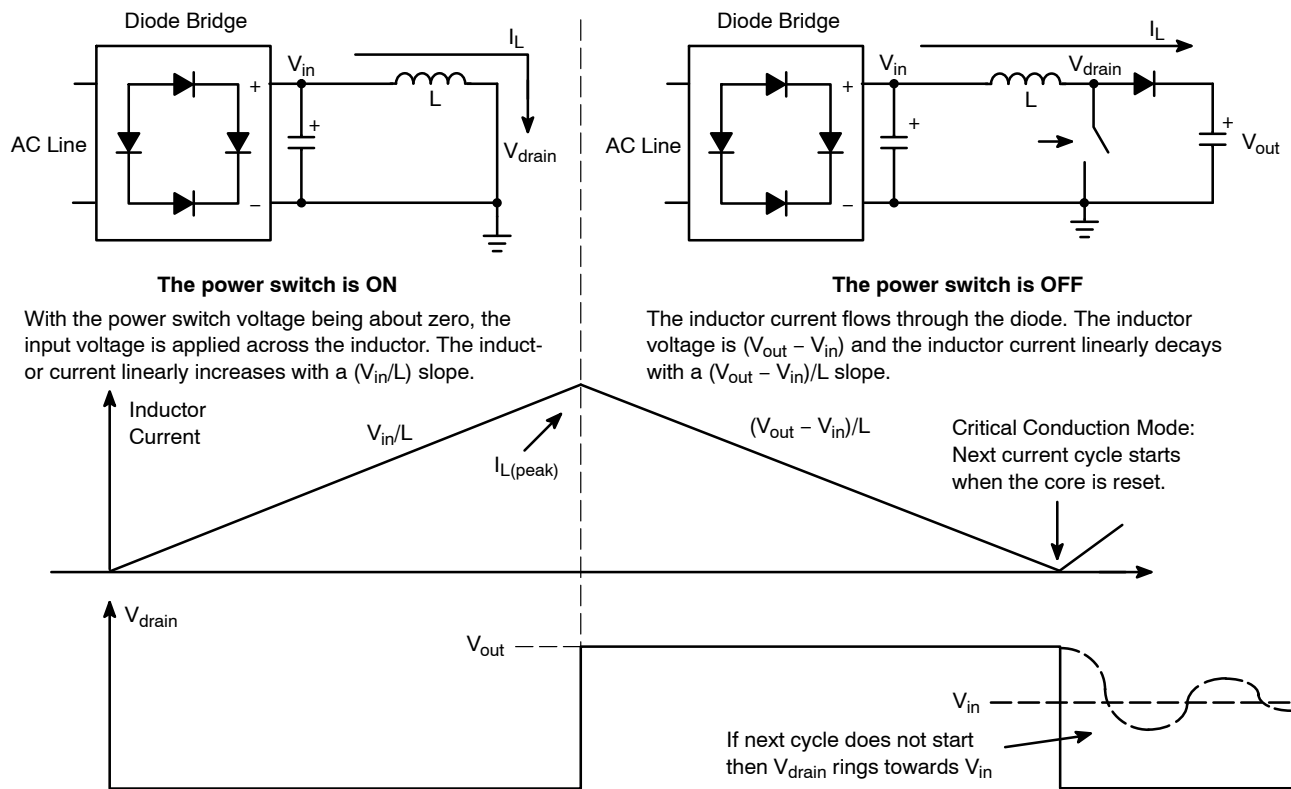 Diode Bridge
I_L
V_in
+
+
L
AC Line
V_drain
−
The power switch is ON
With the power switch voltage being about zero, the
input voltage is applied across the inductor. The induct-
or current linearly increases with a (V_in/L) slope.
Diode Bridge
I_L
V_in
V_drain
+
+
L
+
AC Line
V_out
−
The power switch is OFF
The inductor current flows through the diode. The inductor
voltage is (V_out − V_in) and the inductor current linearly decays
with a (V_out − V_in)/L slope.
Inductor
Current
V_in/L
I_L(peak)
(V_out − V_in)/L
Critical Conduction Mode:
Next current cycle starts
when the core is reset.
V_drain
V_out
V_in
If next cycle does not start
then V_drain rings towards V_in